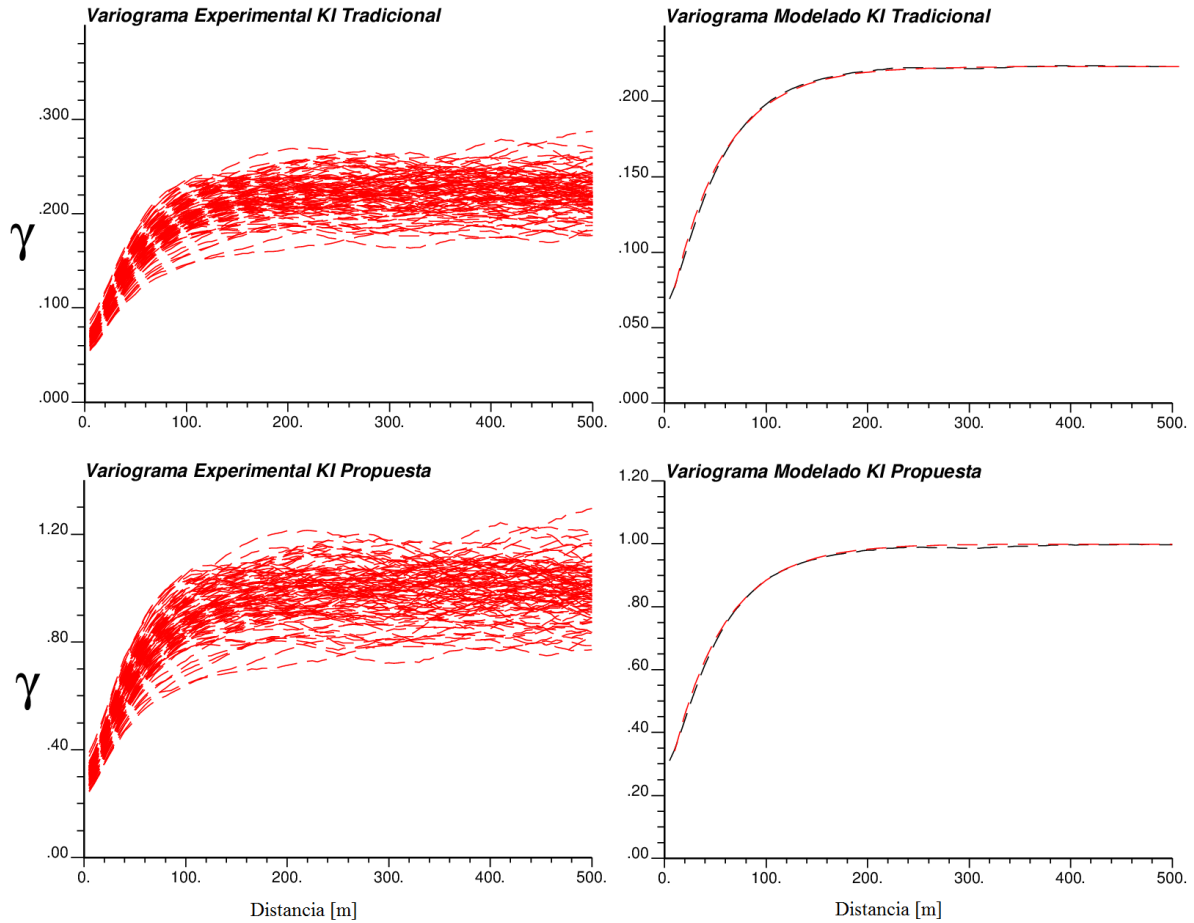 Variograma Experimental KI Tradicional
.300
.200
.100
.000
γ
0. 100. 200. 300. 400. 500.
Variograma Modelado KI Tradicional
.200
.150
.100
.050
.000
0. 100. 200. 300. 400. 500.
Variograma Experimental KI Propuesta
1.20
.80
.40
.00
γ
0. 100. 200. 300. 400. 500.
Distancia [m]
Variograma Modelado KI Propuesta
1.20
1.00
.80
.60
.40
.20
.00
0. 100. 200. 300. 400. 500.
Distancia [m]